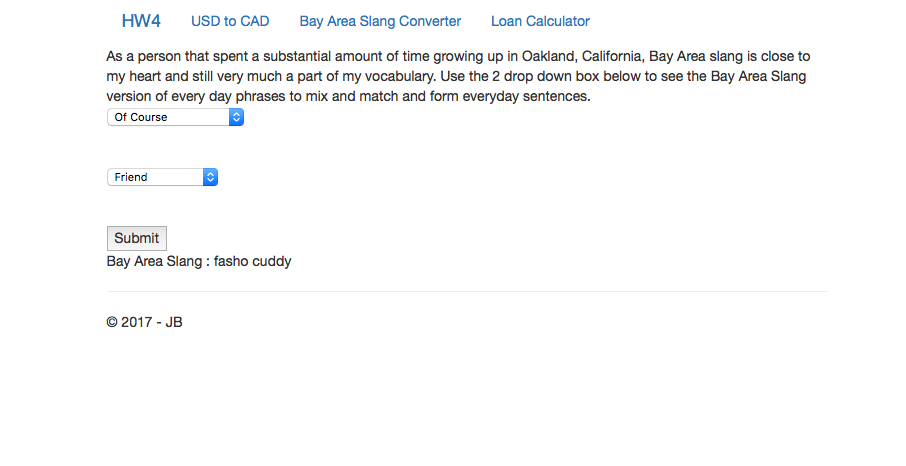 HW4 USD to CAD Bay Area Slang Converter Loan Calculator
As a person that spent a substantial amount of time growing up in Oakland, California, Bay Area slang is close to
my heart and still very much a part of my vocabulary. Use the 2 drop down box below to see the Bay Area Slang
version of every day phrases to mix and match and form everyday sentences.
Of Course
Friend
Submit
Bay Area Slang : fasho cuddy
© 2017 - JB